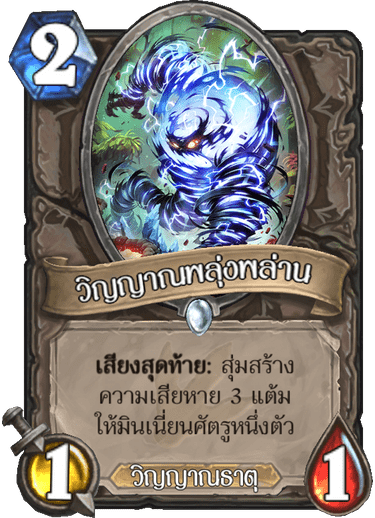 2
วิญญาณพลุ่งพล่าน
เสียงสุดท้าย: สุ่มสร้าง
ความเสียหาย 3 แต้ม
ให้มินเนี่ยนศัตรูหนึ่งตัว
1
วิญญาณธาตุ
1